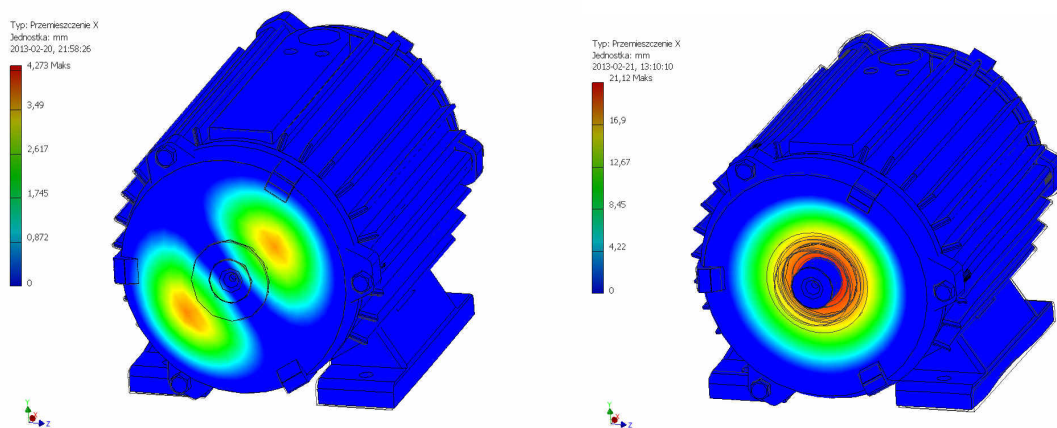 Typ: Przemieszczenie X
Jednostka: mm
2013-02-20, 21:58:26
4,273 Maks
3,49
2,617
1,745
0,872
0
Y
X
Z
Typ: Przemieszczenie X
Jednostka: mm
2013-02-21, 13:10:10
21,12 Maks
16,9
12,67
8,45
4,22
0
Y
X
Z